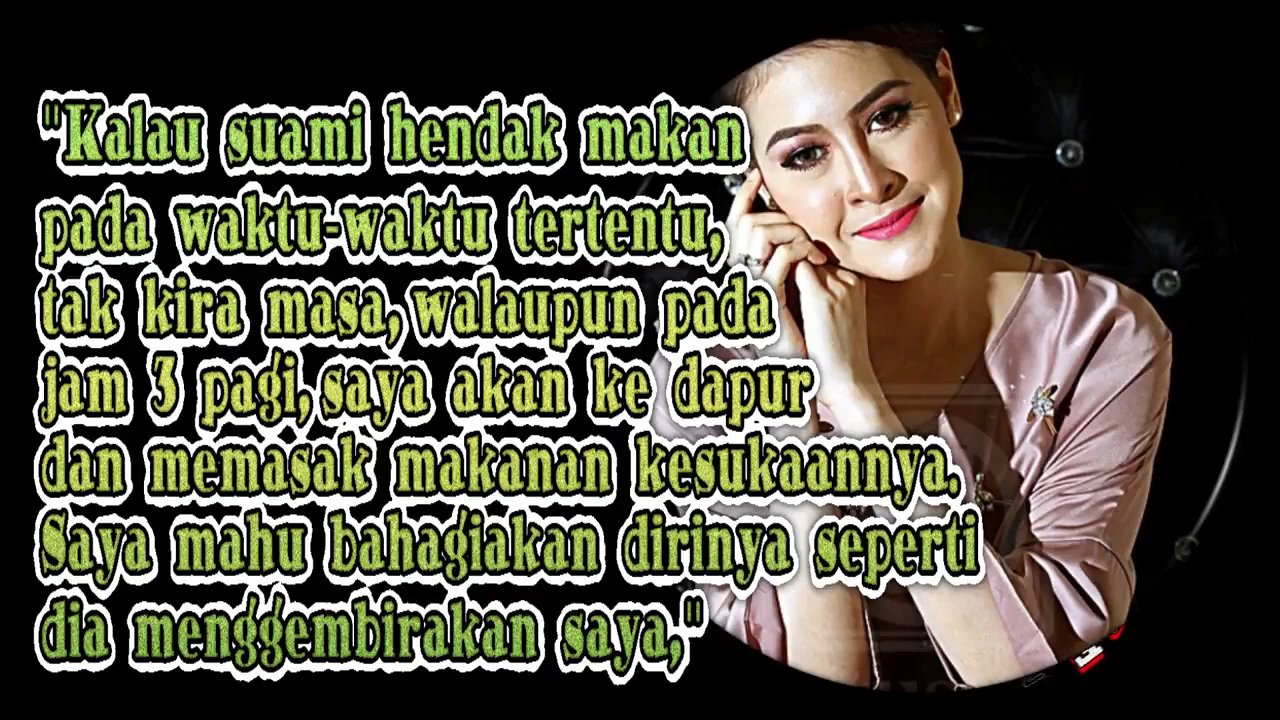 "Kalau suami hendak makan
pada waktu-waktu tertentu,
tak kira masa, walaupun pada
jam 3 pagi, saya akan ke dapur
dan memasak makanan kesukaannya.
Saya mahu bahagiakan dirinya seperti
dia menggembirakan saya,"